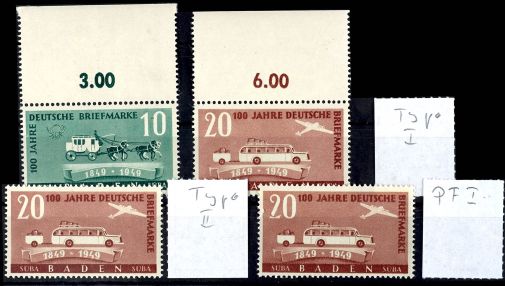 3.00
6.00
100 JAHRE DEUTSCHE BRIEFMARKE
10
1849 1949
20
100 JAHRE DEUTSCHE BRIEFMARKE
1849 1949
Type
I
20
100 JAHRE DEUTSCHE BRIEFMARKE
1849 1949
SUBA BADEN SUBA
Type
II
20
100 JAHRE DEUTSCHE BRIEFMARKE
1849 1949
SUBA BADEN SUBA
PF I